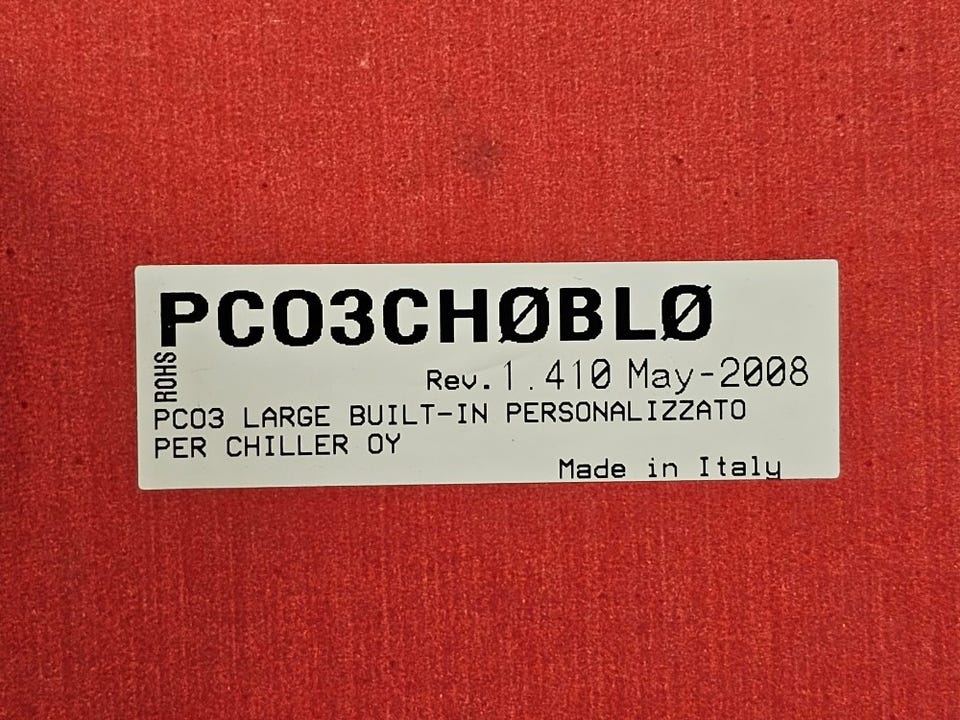 PCO3CHØBLØ
ROHS
Rev. 1.410 May-2008
PCO3 LARGE BUILT-IN PERSONALIZZATO
PER CHILLER OY
Made in Italy